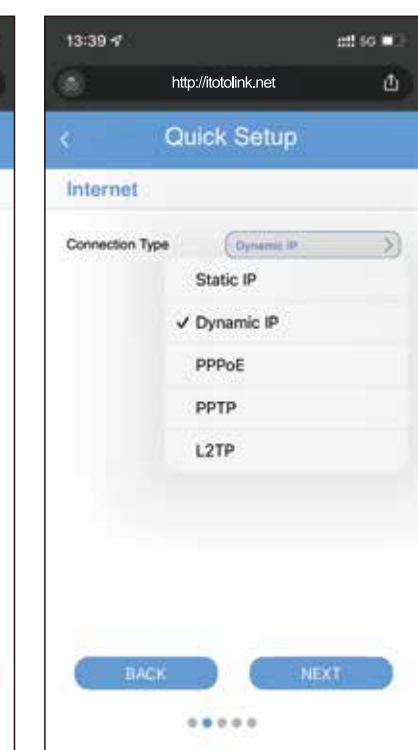 13:39
5G
http://itotolink.net
Quick Setup
Internet
Connection Type Dynamic IP
Static IP
✓ Dynamic IP
PPPoE
PPTP
L2TP
BACK NEXT